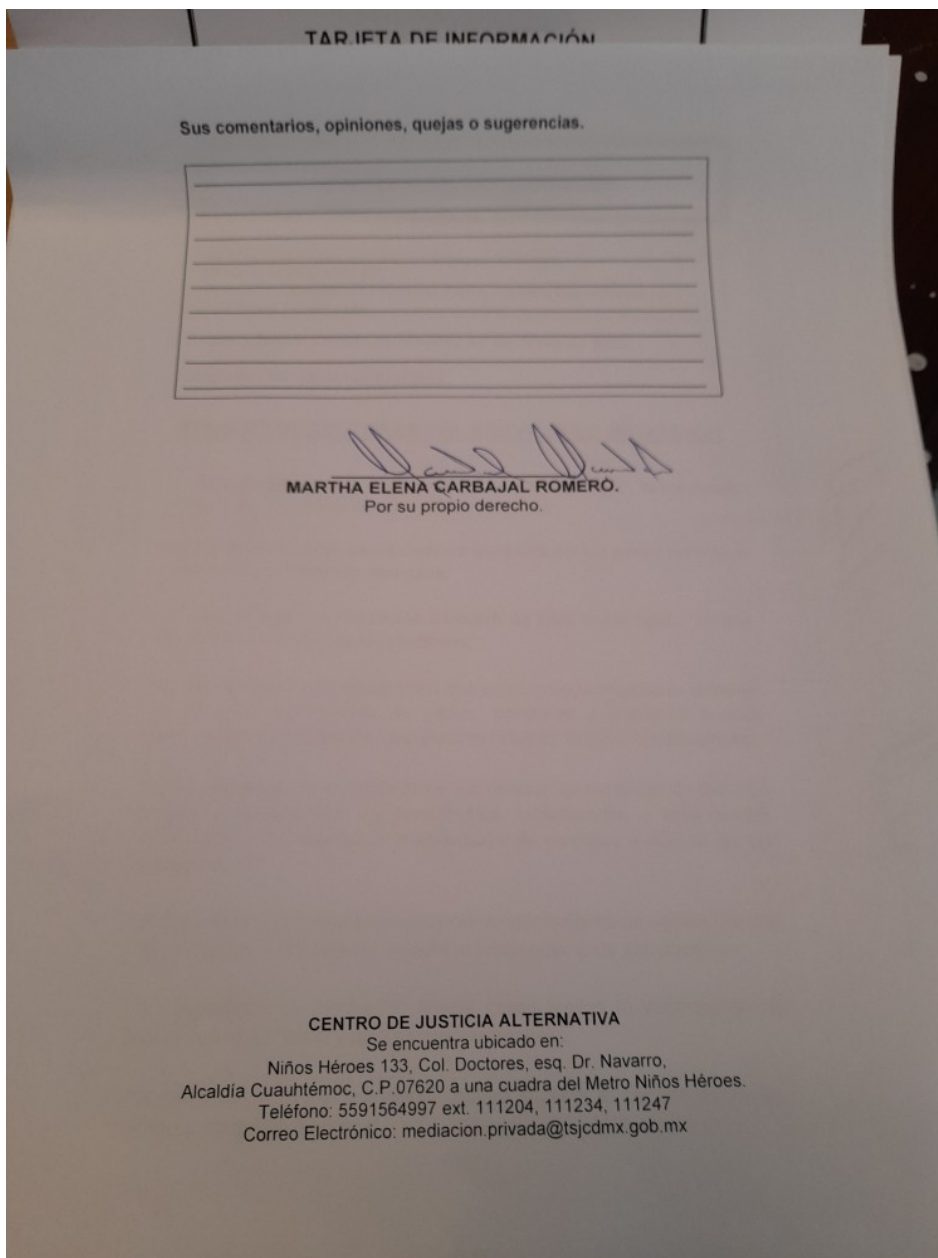 TARJETA DE INFORMACIÓN
Sus comentarios, opiniones, quejas o sugerencias.
MARTHA ELENA CARBAJAL ROMERO.
Por su propio derecho.
CENTRO DE JUSTICIA ALTERNATIVA
Se encuentra ubicado en:
Niños Héroes 133, Col. Doctores, esq. Dr. Navarro,
Alcaldía Cuauhtémoc, C.P.07620 a una cuadra del Metro Niños Héroes.
Teléfono: 5591564997 ext. 111204, 111234, 111247
Correo Electrónico: mediacion.privada@tsjcdmx.gob.mx